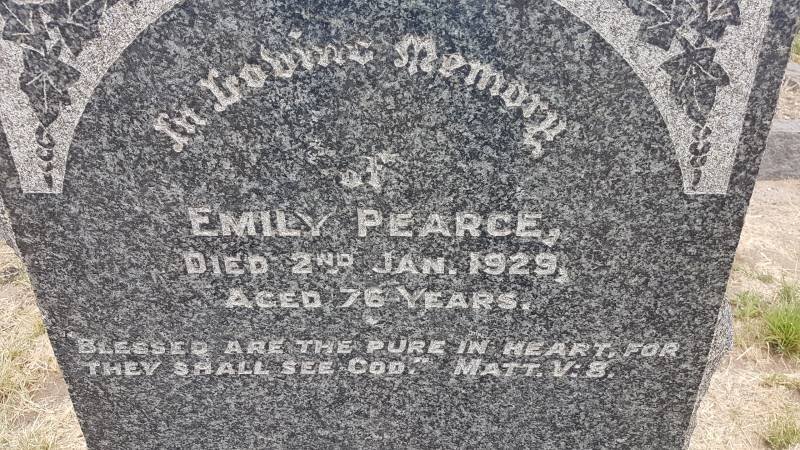 In Loving Memory
of
EMILY PEARCE,
DIED 2ND JAN. 1929,
AGED 76 YEARS.
"BLESSED ARE THE PURE IN HEART, FOR
THEY SHALL SEE GOD." MATT. V: 8.